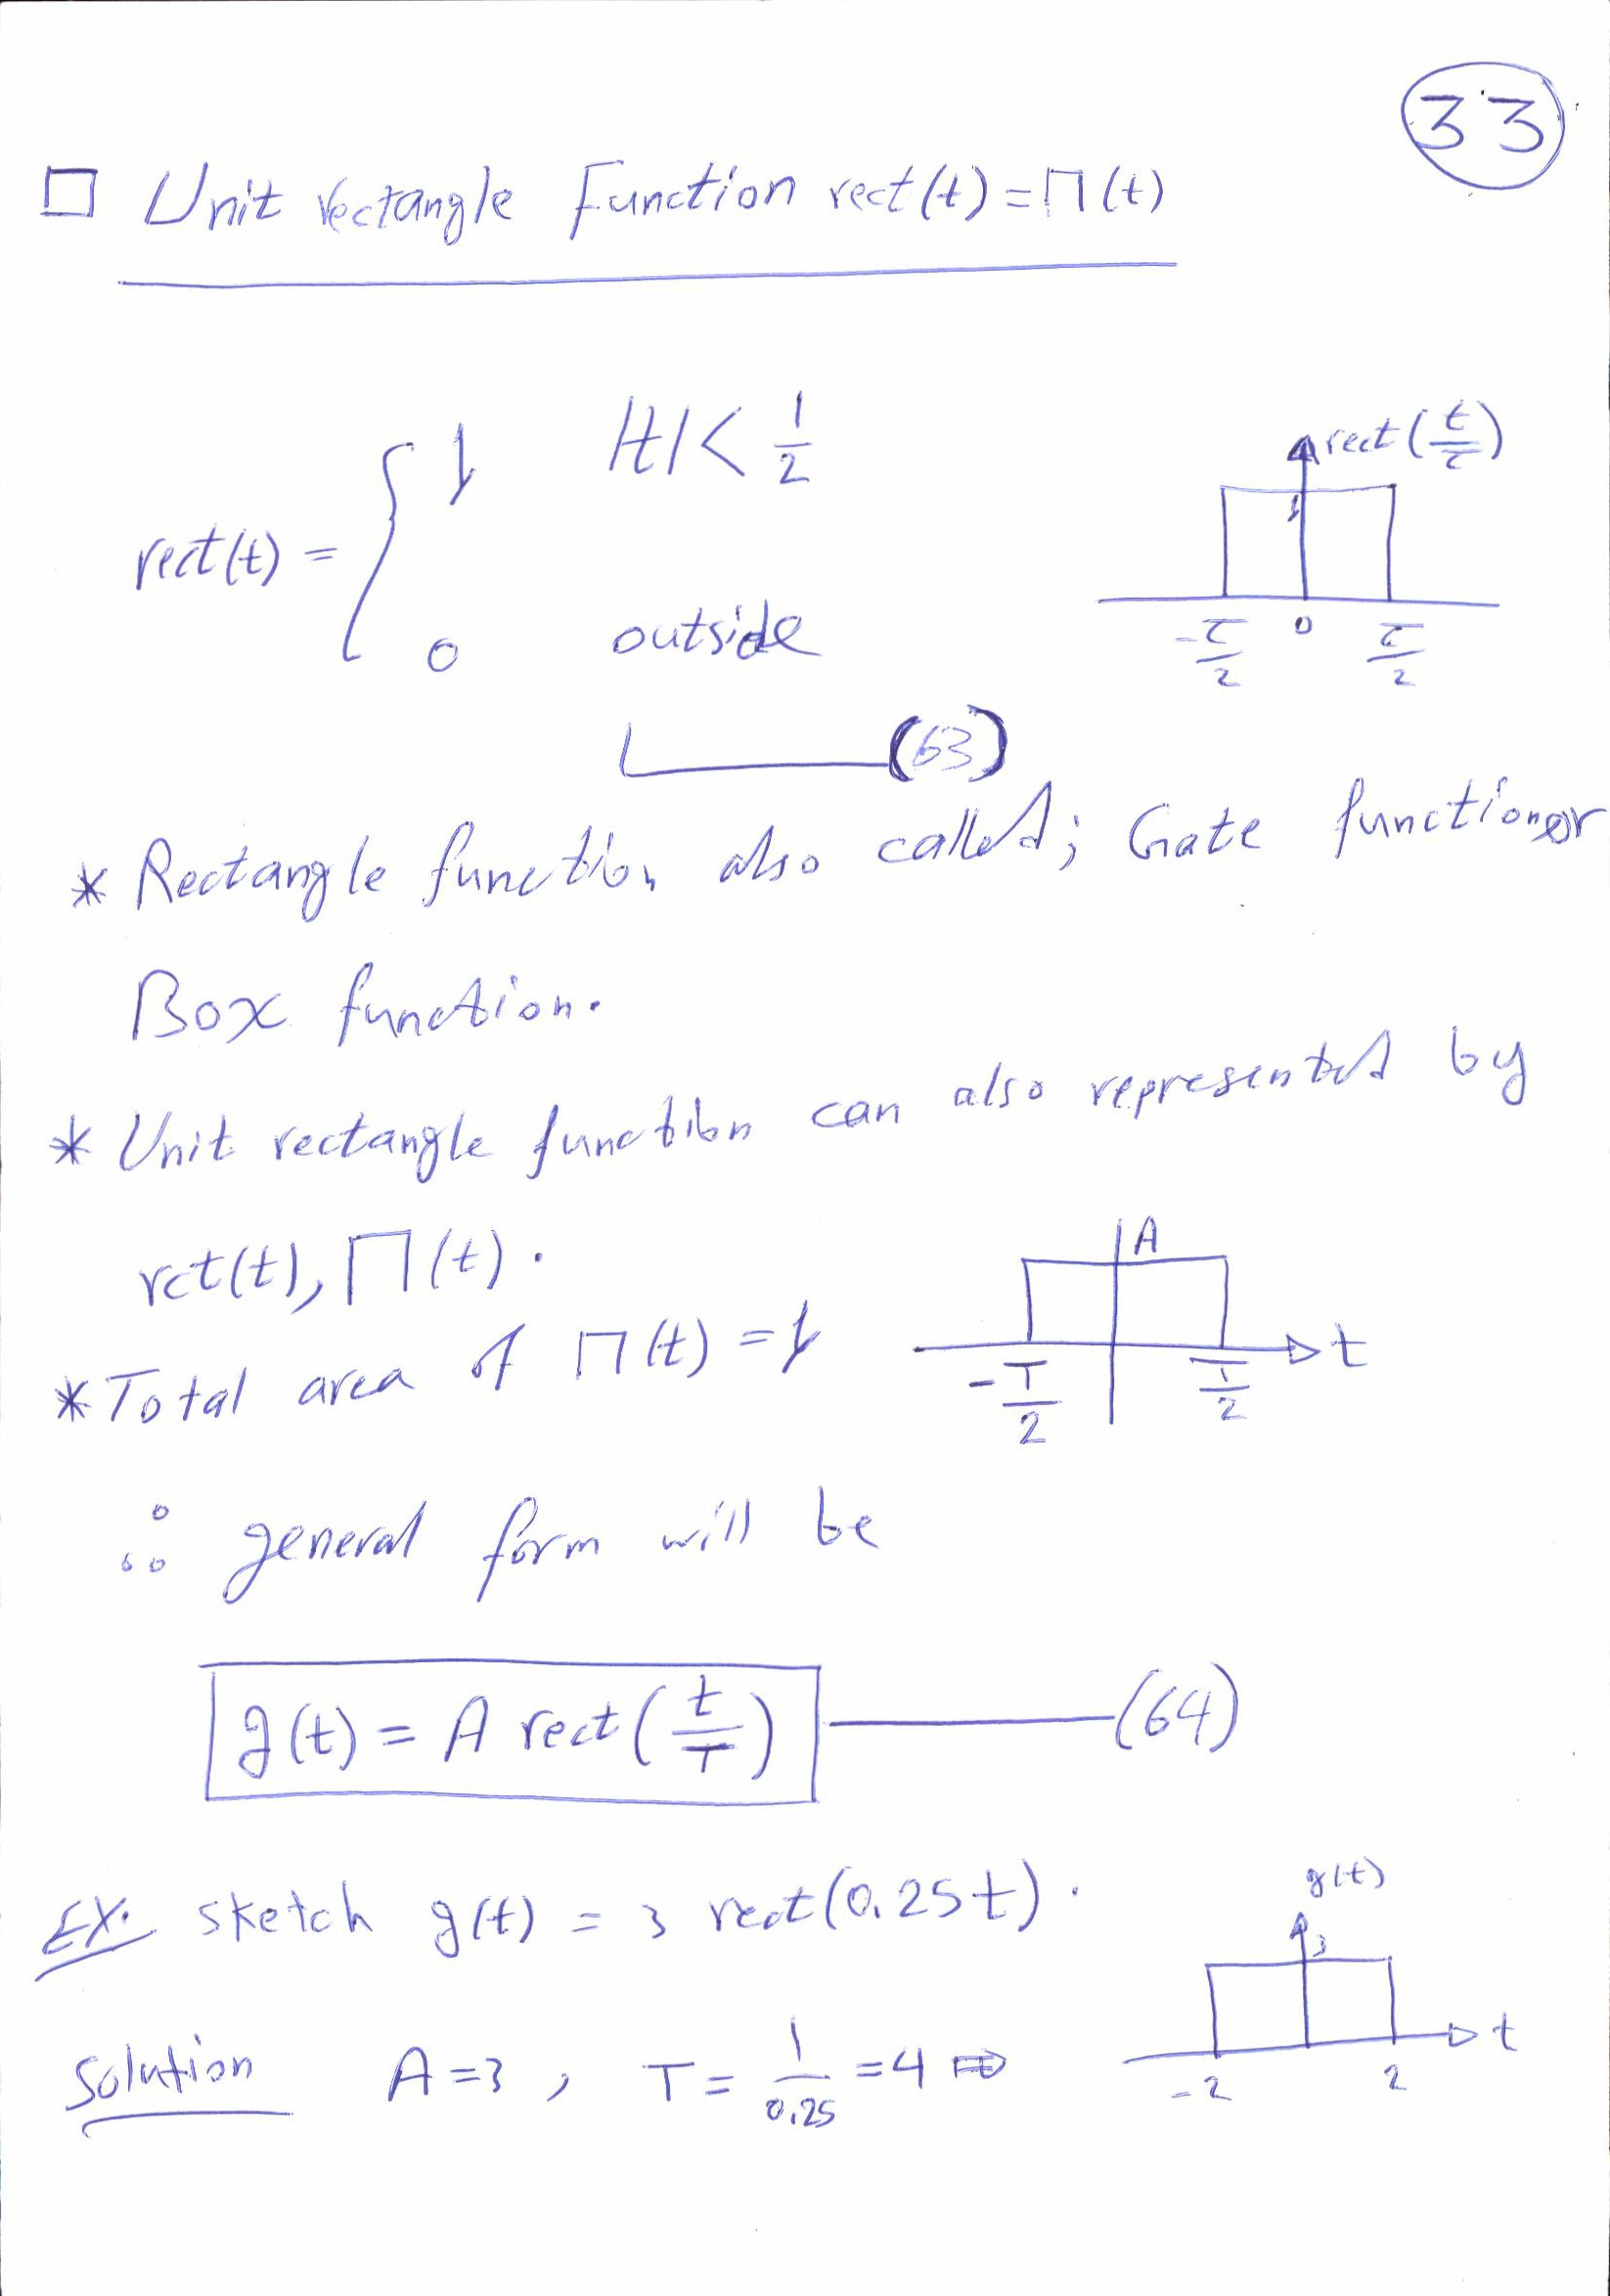 33
□ Unit rectangle Function rect(t) = Π(t)
rect(t) = { 1 |t| < 1/2
0 outside
(63)
rect(t/τ)
1
-τ/2 0 τ/2
* Rectangle function also called; Gate function or
Box function.
* Unit rectangle function can also represented by
rct(t), Π(t).
* Total area of Π(t) = 1
A
-T/2 T/2 t
∴ general form will be
g(t) = A rect(t/T) (64)
EX. sketch g(t) = 3 rect(0.25t).
Solution A=3, T = 1/0.25 = 4 ⇒
g(t)
3
-2 2 t